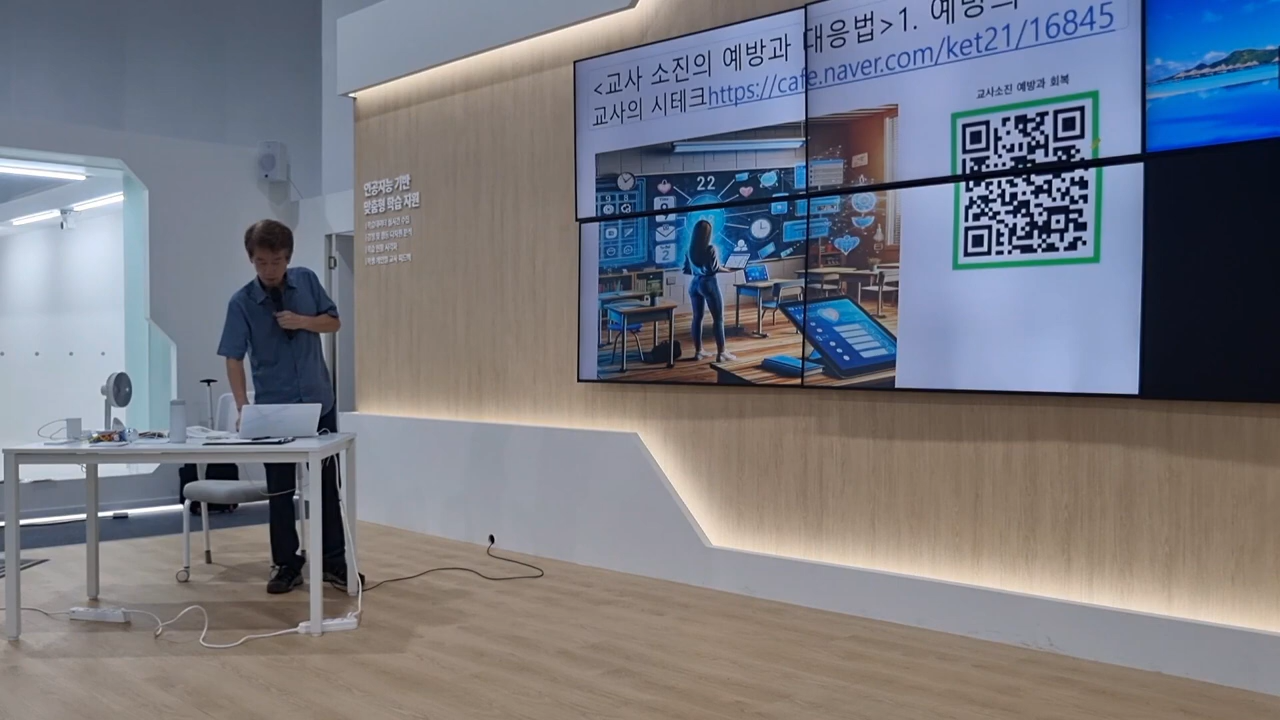 <교사 소진의 예방과 대응법>1. 예방의
교사의 시테크https://cafe.naver.com/ket21/16845
교사소진 예방과 회복
22
인공지능 기반
맞춤형 학습 지원